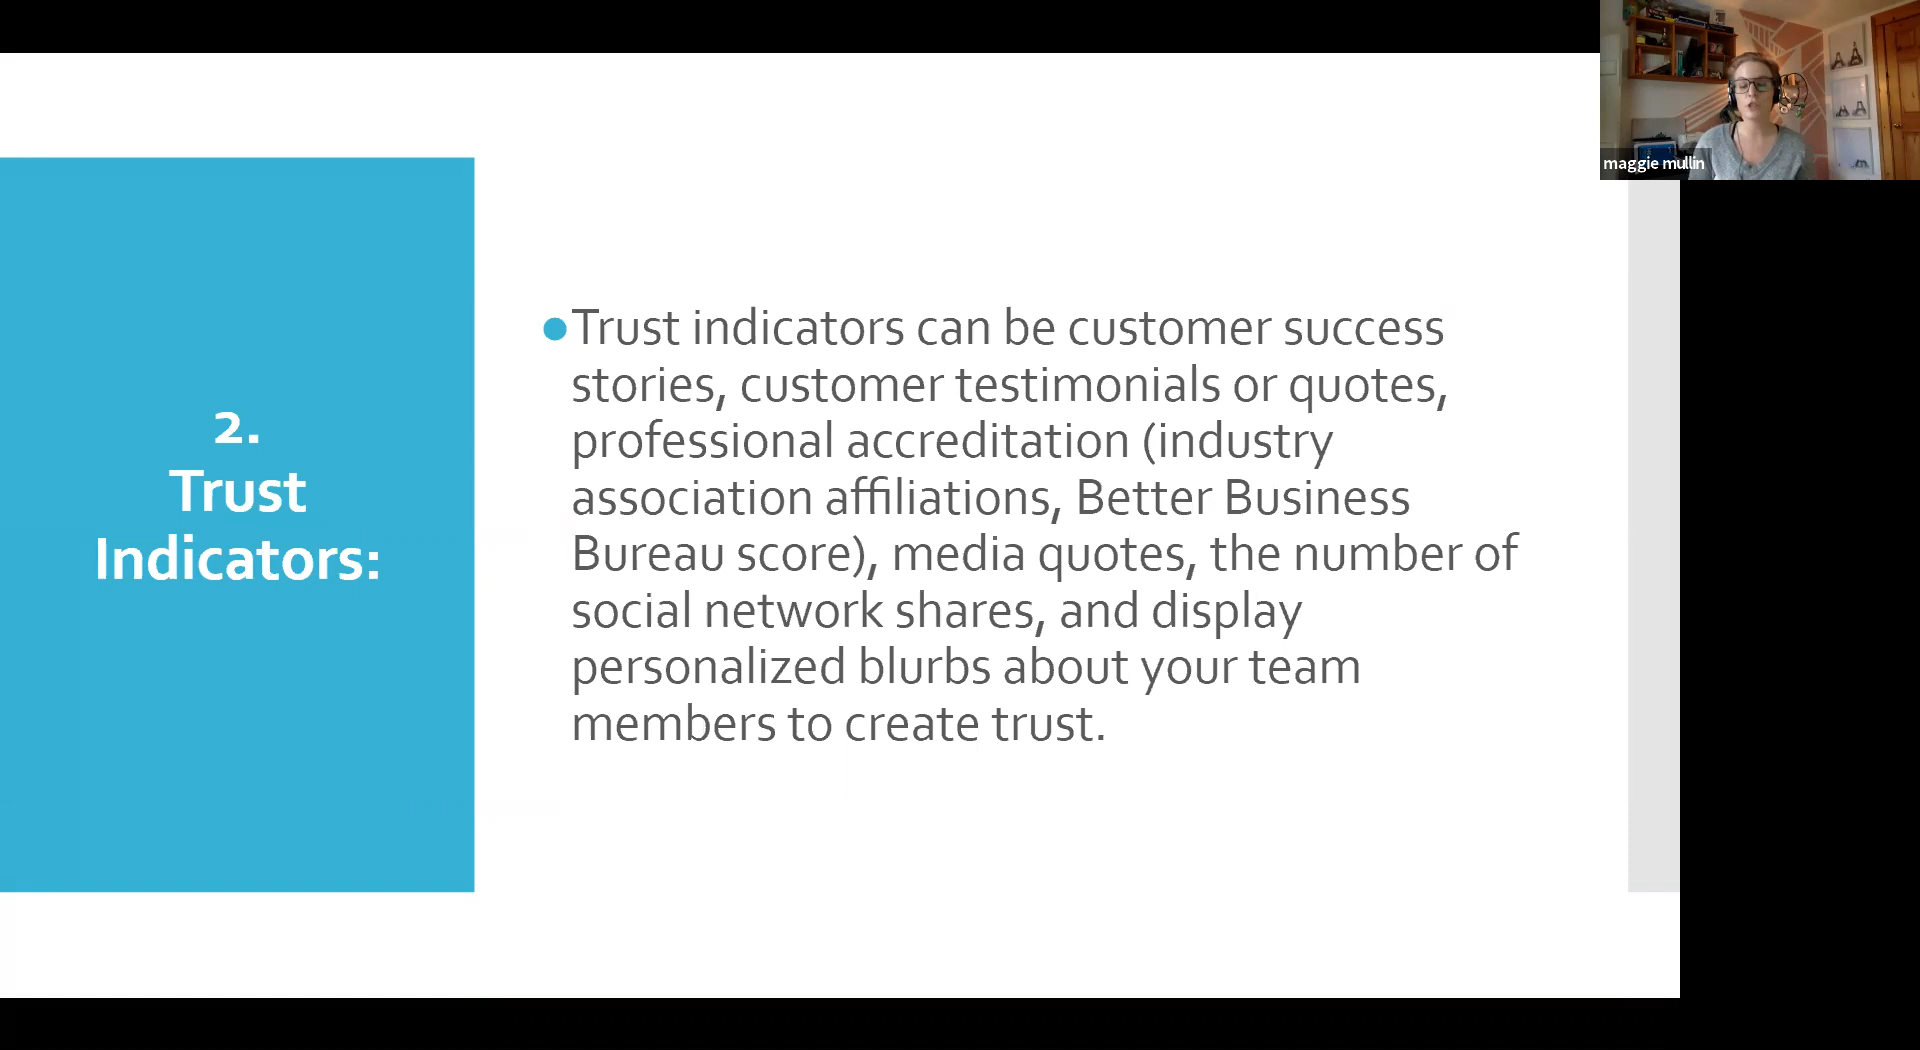 maggie mullin
2.
Trust
Indicators:
●Trust indicators can be customer success
stories, customer testimonials or quotes,
professional accreditation (industry
association affiliations, Better Business
Bureau score), media quotes, the number of
social network shares, and display
personalized blurbs about your team
members to create trust.